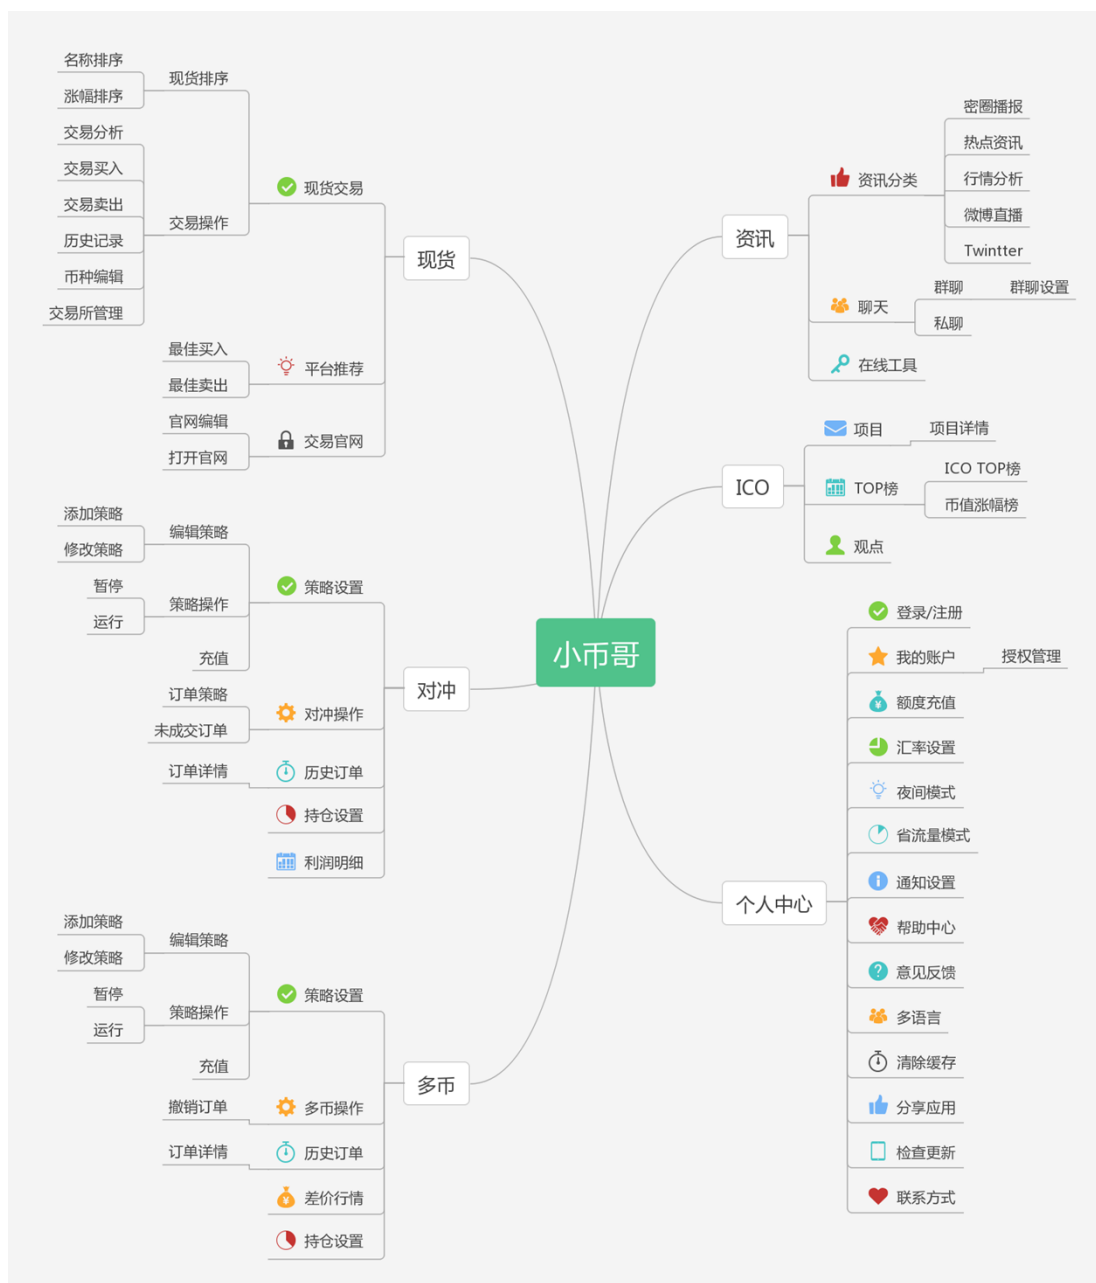 小币哥
现货
现货交易
现货排序
名称排序
涨幅排序
交易操作
交易分析
交易买入
交易卖出
历史记录
币种编辑
交易所管理
平台推荐
最佳买入
最佳卖出
交易官网
官网编辑
打开官网
对冲
策略设置
编辑策略
添加策略
修改策略
策略操作
暂停
运行
充值
对冲操作
订单策略
未成交订单
历史订单
订单详情
持仓设置
利润明细
多币
策略设置
编辑策略
添加策略
修改策略
策略操作
暂停
运行
充值
多币操作
撤销订单
历史订单
订单详情
差价行情
持仓设置
资讯
资讯分类
密圈播报
热点资讯
行情分析
微博直播
Twintter
聊天
群聊
群聊设置
私聊
在线工具
ICO
项目
项目详情
TOP榜
ICO TOP榜
币值涨幅榜
观点
个人中心
登录/注册
我的账户
授权管理
额度充值
汇率设置
夜间模式
省流量模式
通知设置
帮助中心
意见反馈
多语言
清除缓存
分享应用
检查更新
联系方式